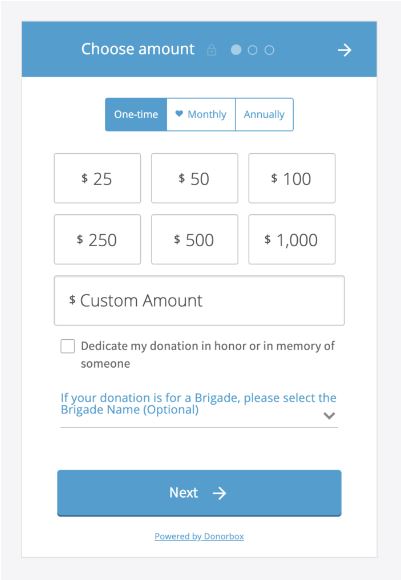 Choose amount
One-time Monthly Annually
$ 25 $ 50 $ 100
$ 250 $ 500 $ 1,000
$ Custom Amount
Dedicate my donation in honor or in memory of
someone
If your donation is for a Brigade, please select the
Brigade Name (Optional)
Next
Powered by Donorbox